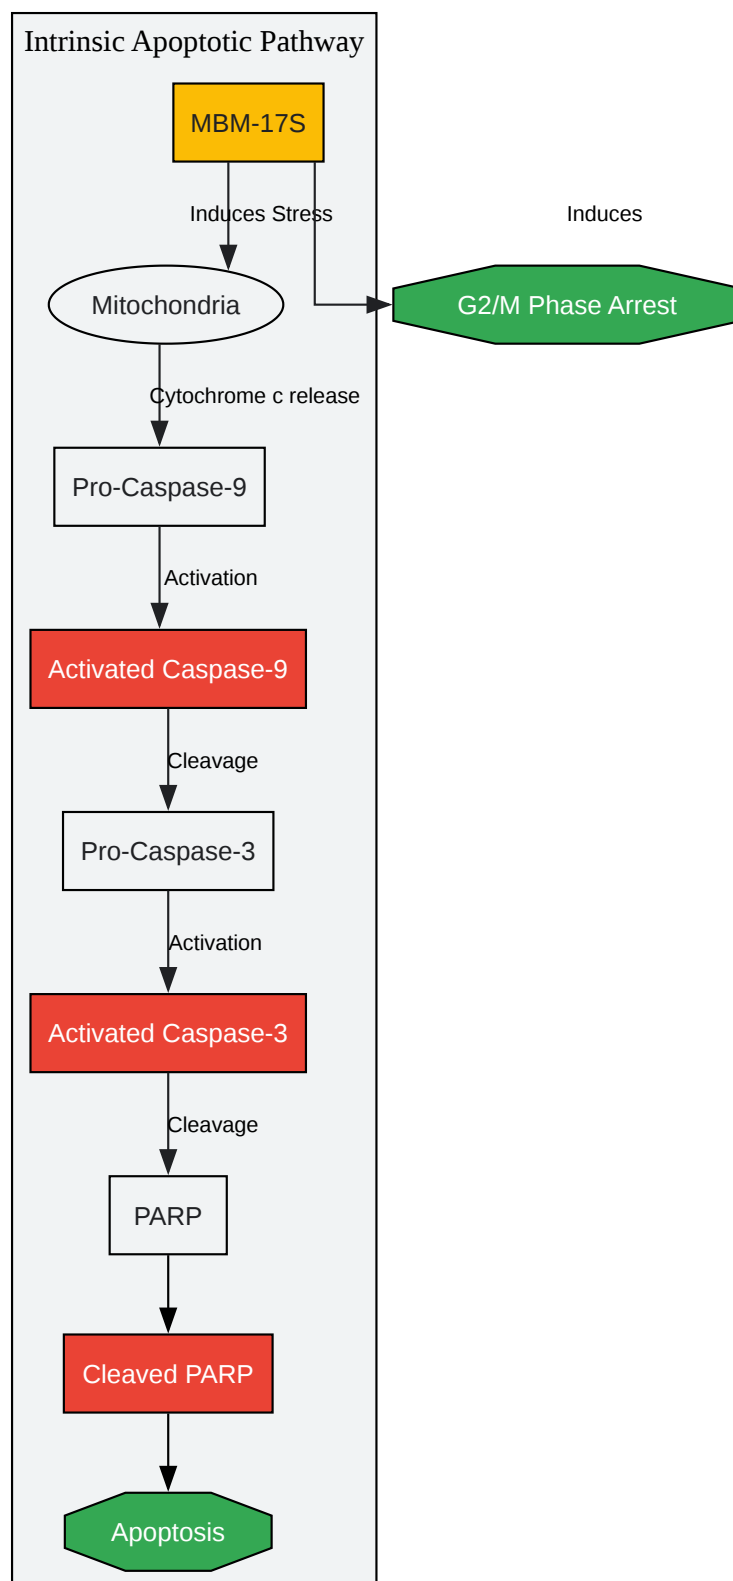 Intrinsic Apoptotic Pathway
MBM-17S
Induces Stress
Induces
Mitochondria
G2/M Phase Arrest
Cytochrome c release
Pro-Caspase-9
Activation
Activated Caspase-9
Cleavage
Pro-Caspase-3
Activation
Activated Caspase-3
Cleavage
PARP
Cleaved PARP
Apoptosis